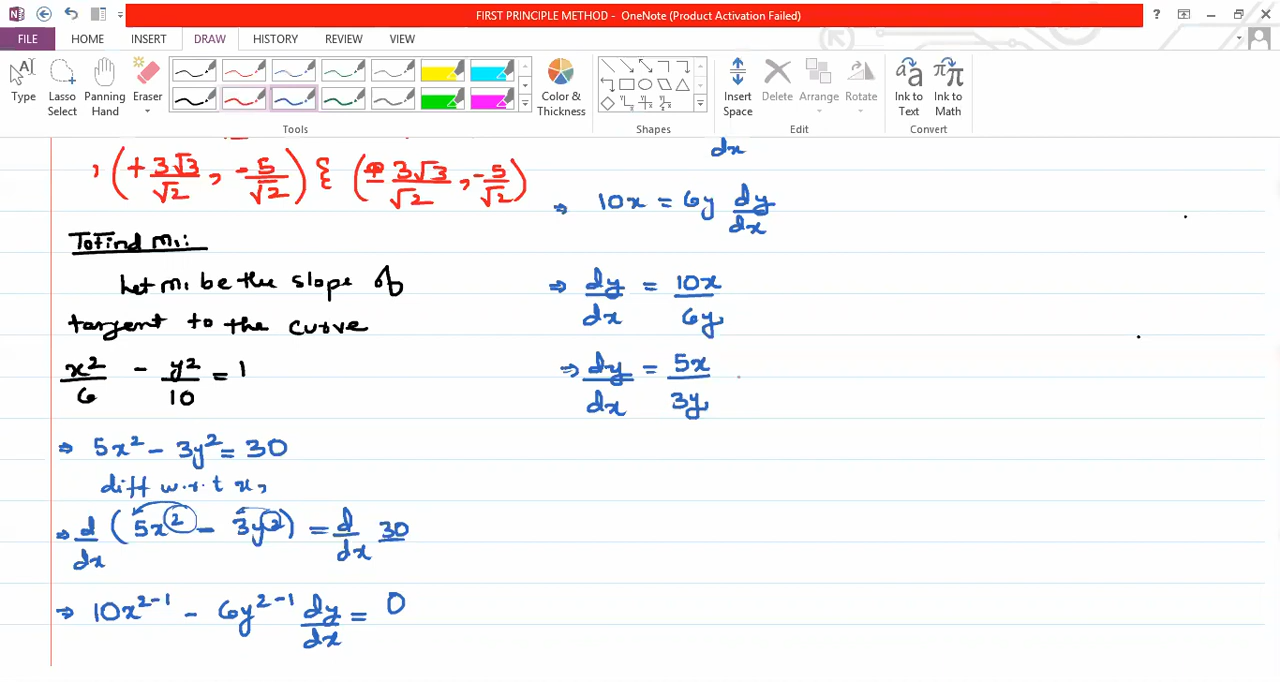 FIRST PRINCIPLE METHOD - OneNote (Product Activation Failed)
FILE HOME INSERT DRAW HISTORY REVIEW VIEW
Type
Lasso Select
Panning Hand
Eraser
Tools
Color & Thickness
Shapes
Insert Space
Delete
Arrange
Rotate
Edit
Ink to Text
Ink to Math
Convert
, (+ 3√3/√2 , -5/√2) { (- 3√3/√2 , -5/√2)
To Find m₁:
Let m₁ be the slope of
tangent to the curve
x²/6 - y²/10 = 1
⇒ 5x² - 3y² = 30
diff w.r.t x,
⇒ d/dx (5x² - 3y²) = d/dx 30
⇒ 10x²⁻¹ - 6y²⁻¹ dy/dx = 0
dx
⇒ 10x = 6y dy/dx
⇒ dy/dx = 10x/6y
⇒ dy/dx = 5x/3y